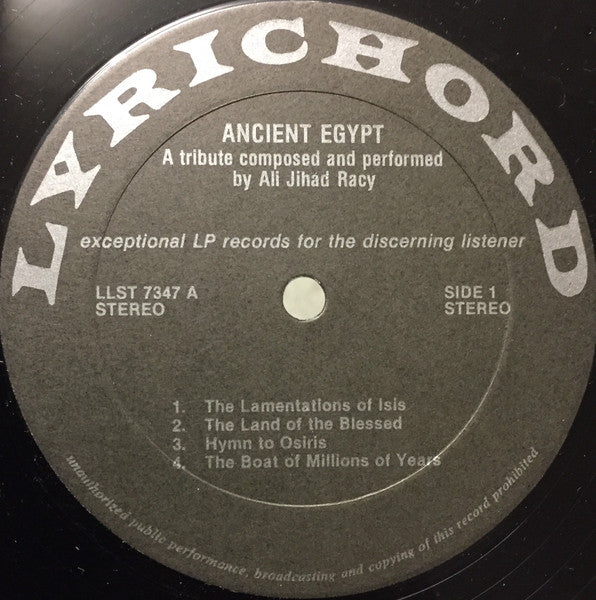 LYRICHORD
ANCIENT EGYPT
A tribute composed and performed
by Ali Jihad Racy
exceptional LP records for the discerning listener
LLST 7347 A
STEREO
SIDE 1
STEREO
1. The Lamentations of Isis
2. The Land of the Blessed
3. Hymn to Osiris
4. The Boat of Millions of Years
unauthorized public performance, broadcasting and copying of this record prohibited